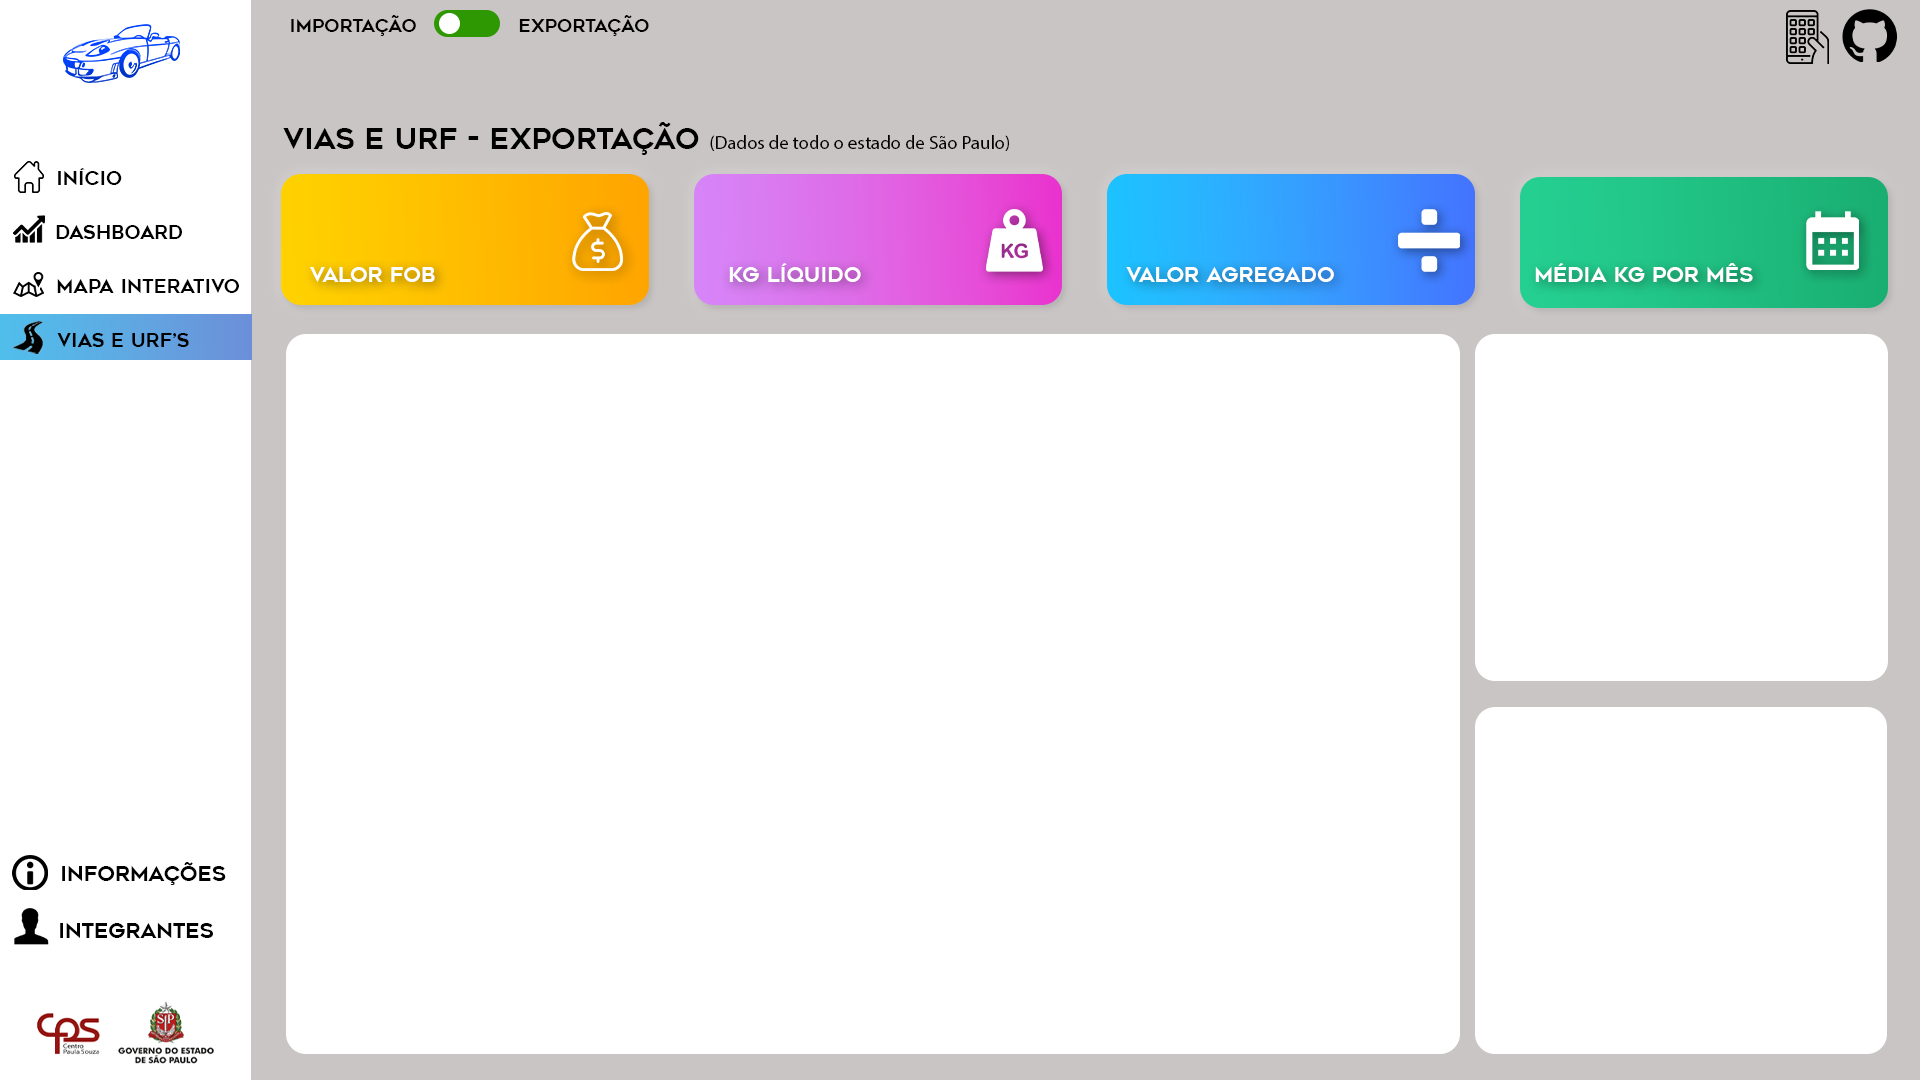 IMPORTAÇÃO
EXPORTAÇÃO
VIAS E URF - EXPORTAÇÃO (Dados de todo o estado de São Paulo)
INÍCIO
DASHBOARD
MAPA INTERATIVO
VIAS E URF'S
VALOR FOB
$
KG LÍQUIDO
KG
VALOR AGREGADO
MÉDIA KG POR MÊS
INFORMAÇÕES
INTEGRANTES
CPS
Centro
Paula Souza
SP
GOVERNO DO ESTADO
DE SÃO PAULO